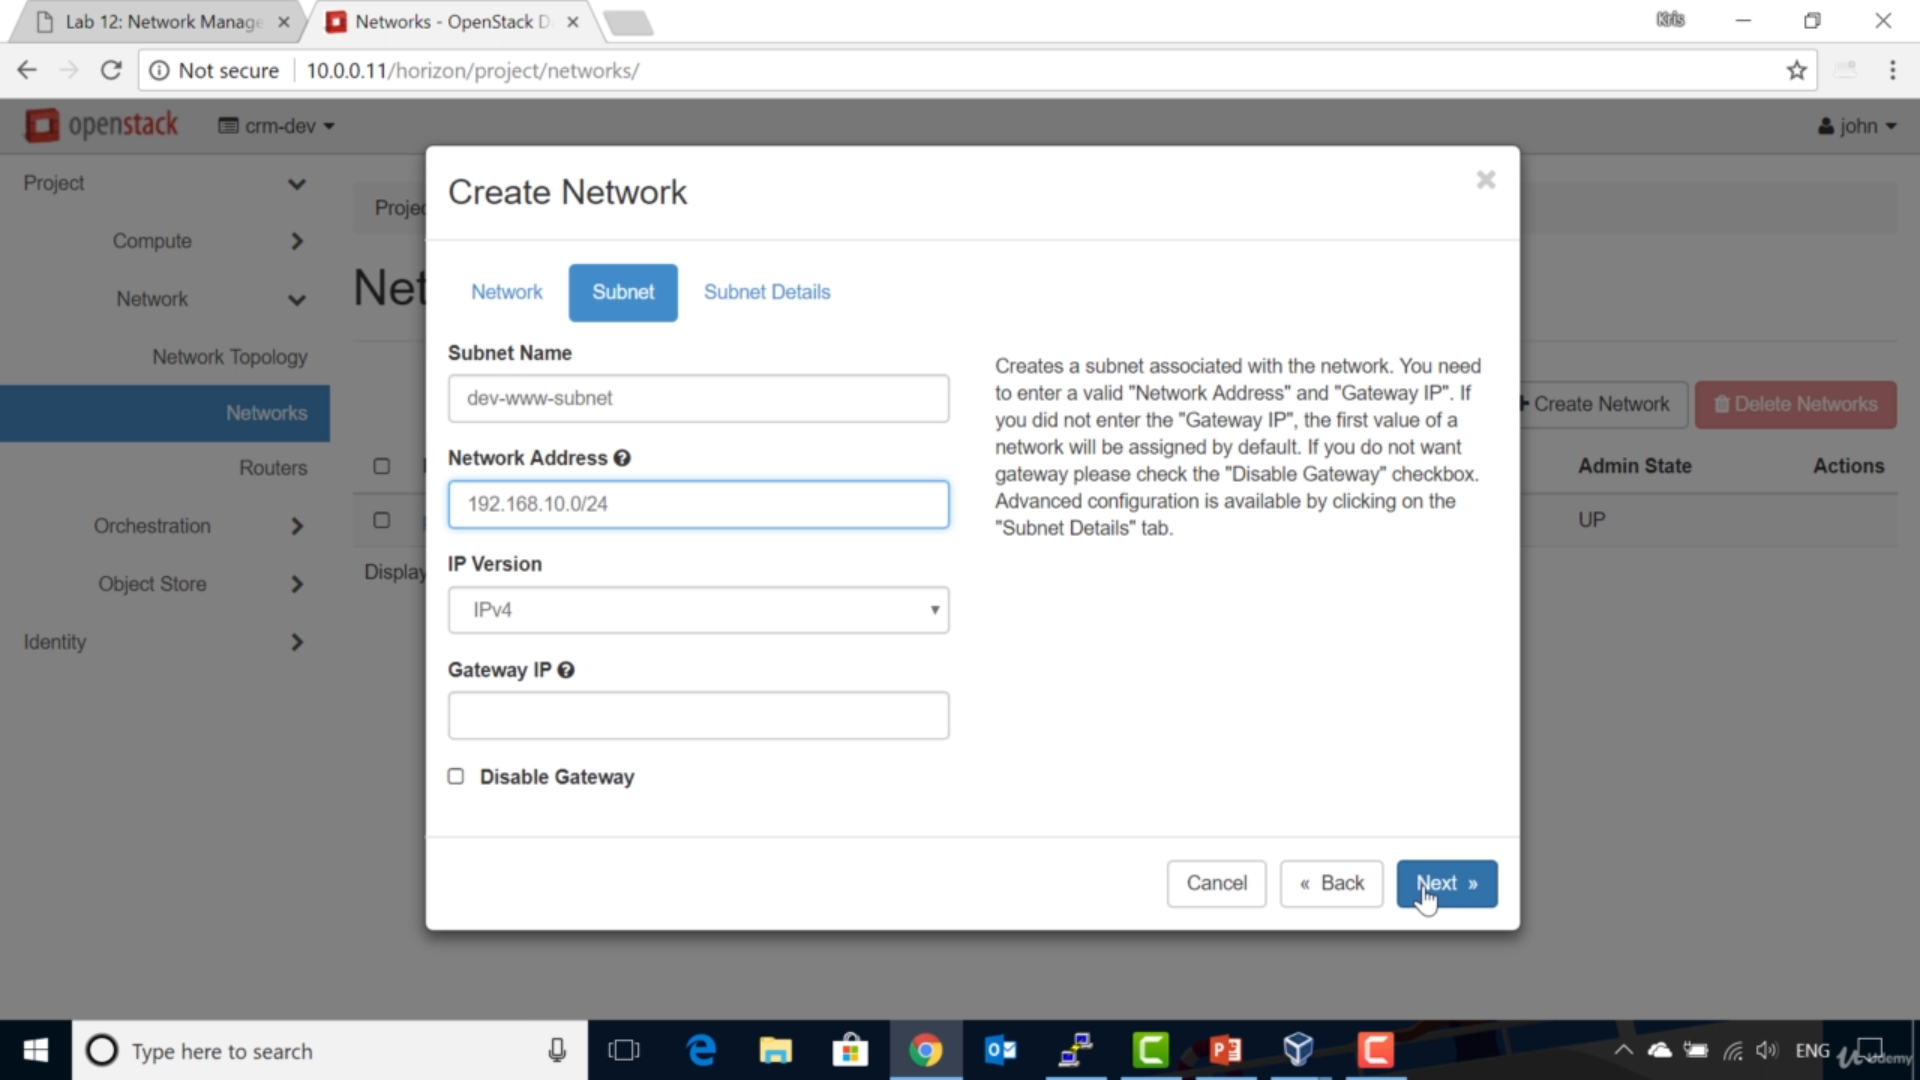 Lab 12: Network Manage
Networks - OpenStack D
Kris
Not secure
10.0.0.11/horizon/project/networks/
openstack
crm-dev
john
Project
Compute
Network
Network Topology
Networks
Routers
Orchestration
Object Store
Identity
Projec
Net
Display
Create Network
Delete Networks
Admin State
Actions
UP
Create Network
Network
Subnet
Subnet Details
Subnet Name
dev-www-subnet
Network Address
192.168.10.0/24
IP Version
IPv4
Gateway IP
Disable Gateway
Creates a subnet associated with the network. You need
to enter a valid "Network Address" and "Gateway IP". If
you did not enter the "Gateway IP", the first value of a
network will be assigned by default. If you do not want
gateway please check the "Disable Gateway" checkbox.
Advanced configuration is available by clicking on the
"Subnet Details" tab.
Cancel
« Back
Next »
Type here to search
ENG
Udemy